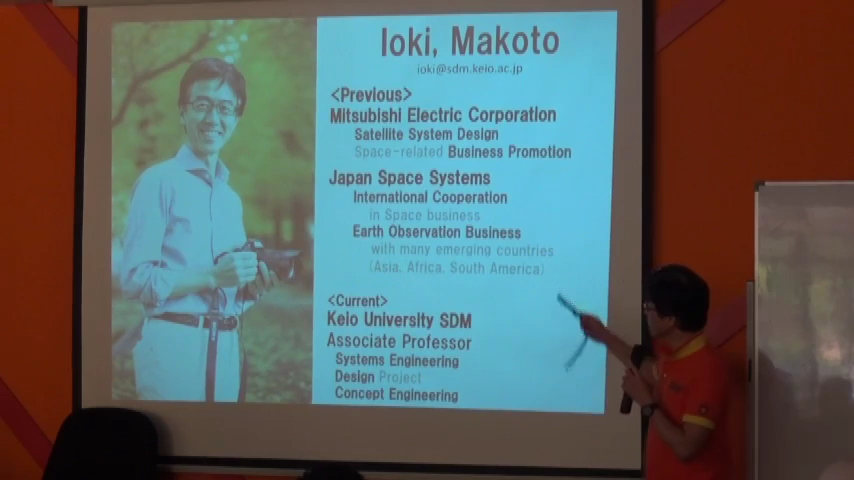 Ioki, Makoto
ioki@sdm.keio.ac.jp
<Previous>
Mitsubishi Electric Corporation
Satellite System Design
Space-related Business Promotion
Japan Space Systems
International Cooperation
in Space business
Earth Observation Business
with many emerging countries
(Asia, Africa, South America)
<Current>
Keio University SDM
Associate Professor
Systems Engineering
Design Project
Concept Engineering